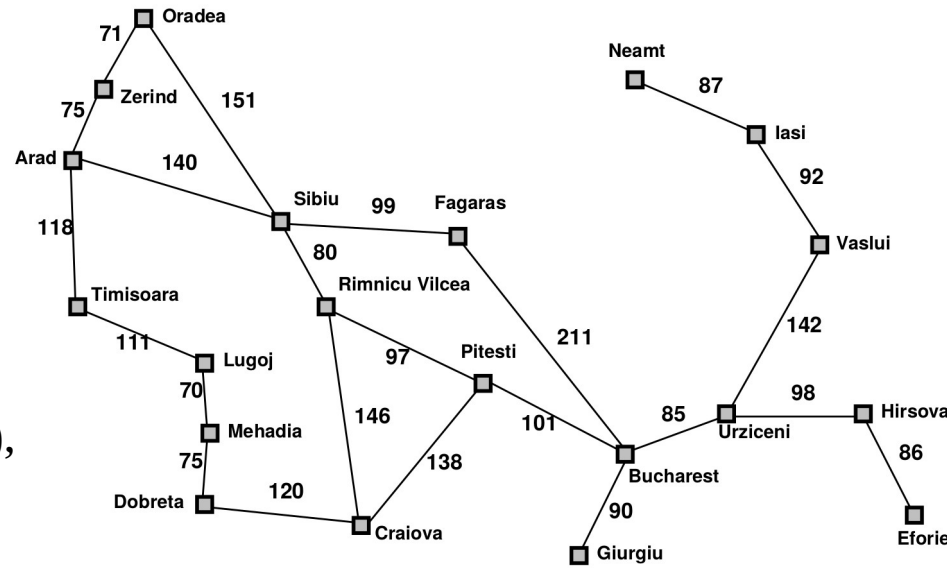 Oradea
71
Neamt
87
Zerind
151
75
Iasi
Arad
140
92
Sibiu
99
Fagaras
118
80
Vaslui
Rimnicu Vilcea
Timisoara
142
111
211
Lugoj
97
Pitesti
70
98
Hirsova
146
101
85
Urziceni
Mehadia
),
75
138
86
Bucharest
Dobreta
120
90
Craiova
Eforie
Giurgiu